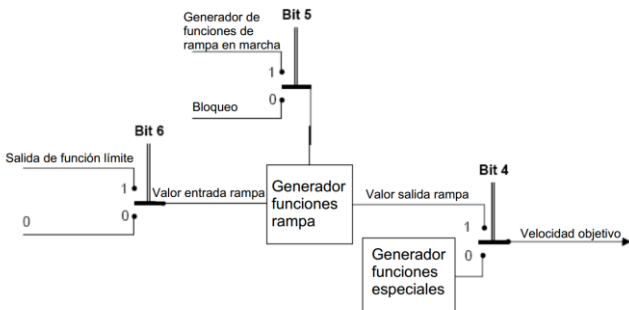 Generador de
funciones de
rampa en marcha
Bit 5
1
0
Bloqueo
Bit 6
Salida de función límite
1
0
0
Valor entrada rampa
Generador
funciones
rampa
Valor salida rampa
Bit 4
1
0
Velocidad objetivo
Generador
funciones
especiales